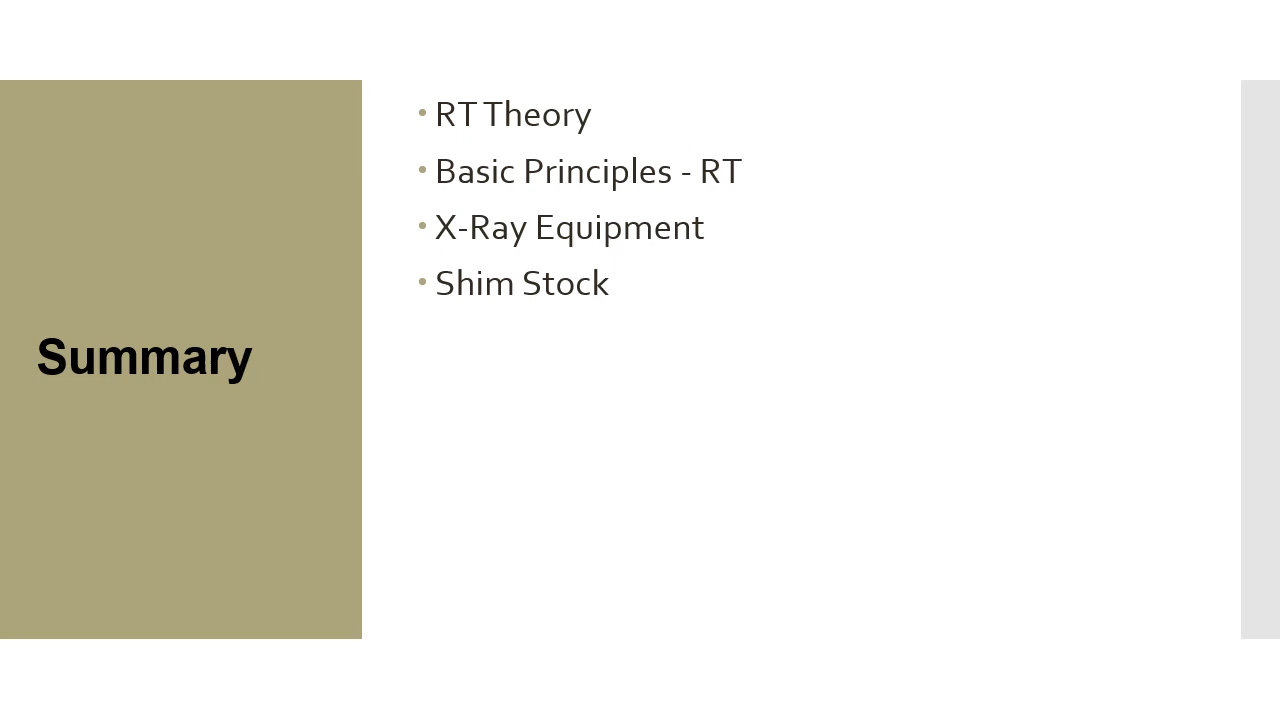 Summary
• RT Theory
• Basic Principles - RT
• X-Ray Equipment
• Shim Stock